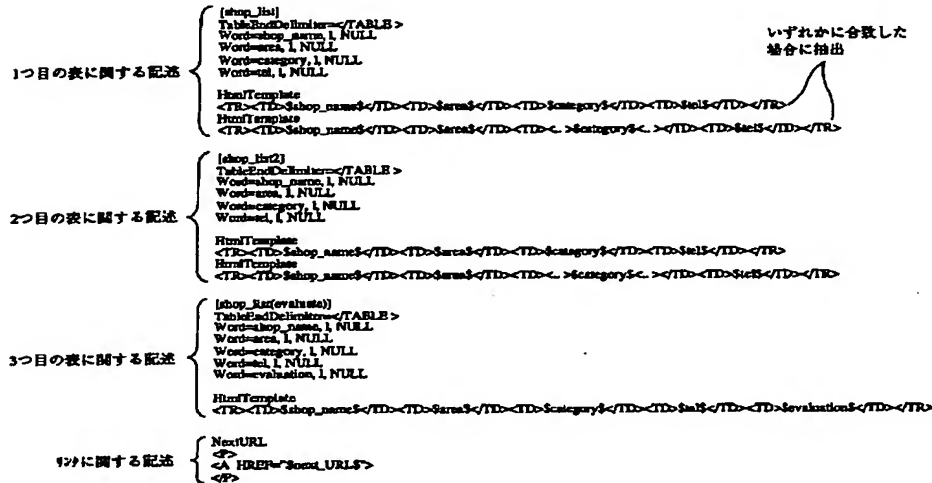 いずれかに合致した
場合に抽出
1つ目の表に関する記述
[shop_list]
TableEndDelimiter=</TABLE>
Word=shop_name, 1, NULL
Word=area, 1, NULL
Word=category, 1, NULL
Word=tel, 1, NULL
HtmlTemplate
<TR><TD>$shop_name$</TD><TD>$area$</TD><TD>$category$</TD><TD>$tel$</TD></TR>
HtmlTemplate
<TR><TD>$shop_name$</TD><TD>$area$</TD><TD><.. >$category$<.. ></TD><TD>$tel$</TD></TR>
2つ目の表に関する記述
[shop_list2]
TableEndDelimiter=</TABLE>
Word=shop_name, 1, NULL
Word=area, 1, NULL
Word=category, 1, NULL
Word=tel, 1, NULL
HtmlTemplate
<TR><TD>$shop_name$</TD><TD>$area$</TD><TD>$category$</TD><TD>$tel$</TD></TR>
HtmlTemplate
<TR><TD>$shop_name$</TD><TD>$area$</TD><TD><.. >$category$<.. ></TD><TD>$tel$</TD></TR>
3つ目の表に関する記述
[shop_list(evaluate)]
TableEndDelimiter=</TABLE>
Word=shop_name, 1, NULL
Word=area, 1, NULL
Word=category, 1, NULL
Word=tel, 1, NULL
Word=evaluation, 1, NULL
HtmlTemplate
<TR><TD>$shop_name$</TD><TD>$area$</TD><TD>$category$</TD><TD>$tel$</TD><TD>$evaluation$</TD></TR>
リンクに関する記述
NextURL
<P>
<A HREF="$next_URL$">
</P>